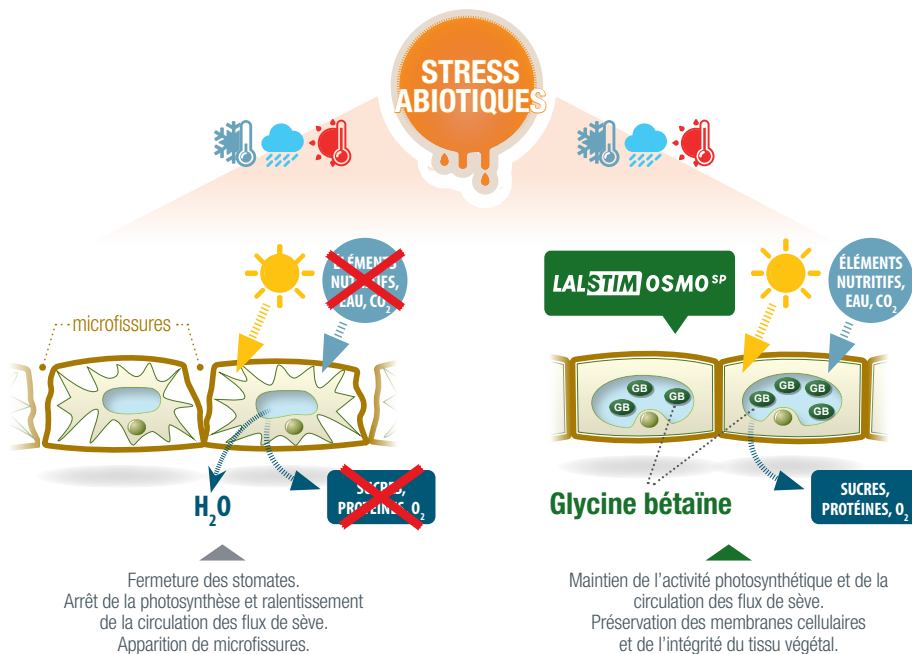 STRESS
ABIOTIQUES
ÉLÉMENTS
NUTRITIFS,
EAU, CO2
microfissures
H2O
SUCRES,
PROTÉINES, O2
Fermeture des stomates.
Arrêt de la photosynthèse et ralentissement
de la circulation des flux de sève.
Apparition de microfissures.
LALSTIM OSMO SP
ÉLÉMENTS
NUTRITIFS,
EAU, CO2
GB
GB
GB
GB
GB
GB
GB
GB
Glycine bétaïne
SUCRES,
PROTÉINES, O2
Maintien de l’activité photosynthétique et de la
circulation des flux de sève.
Préservation des membranes cellulaires
et de l’intégrité du tissu végétal.